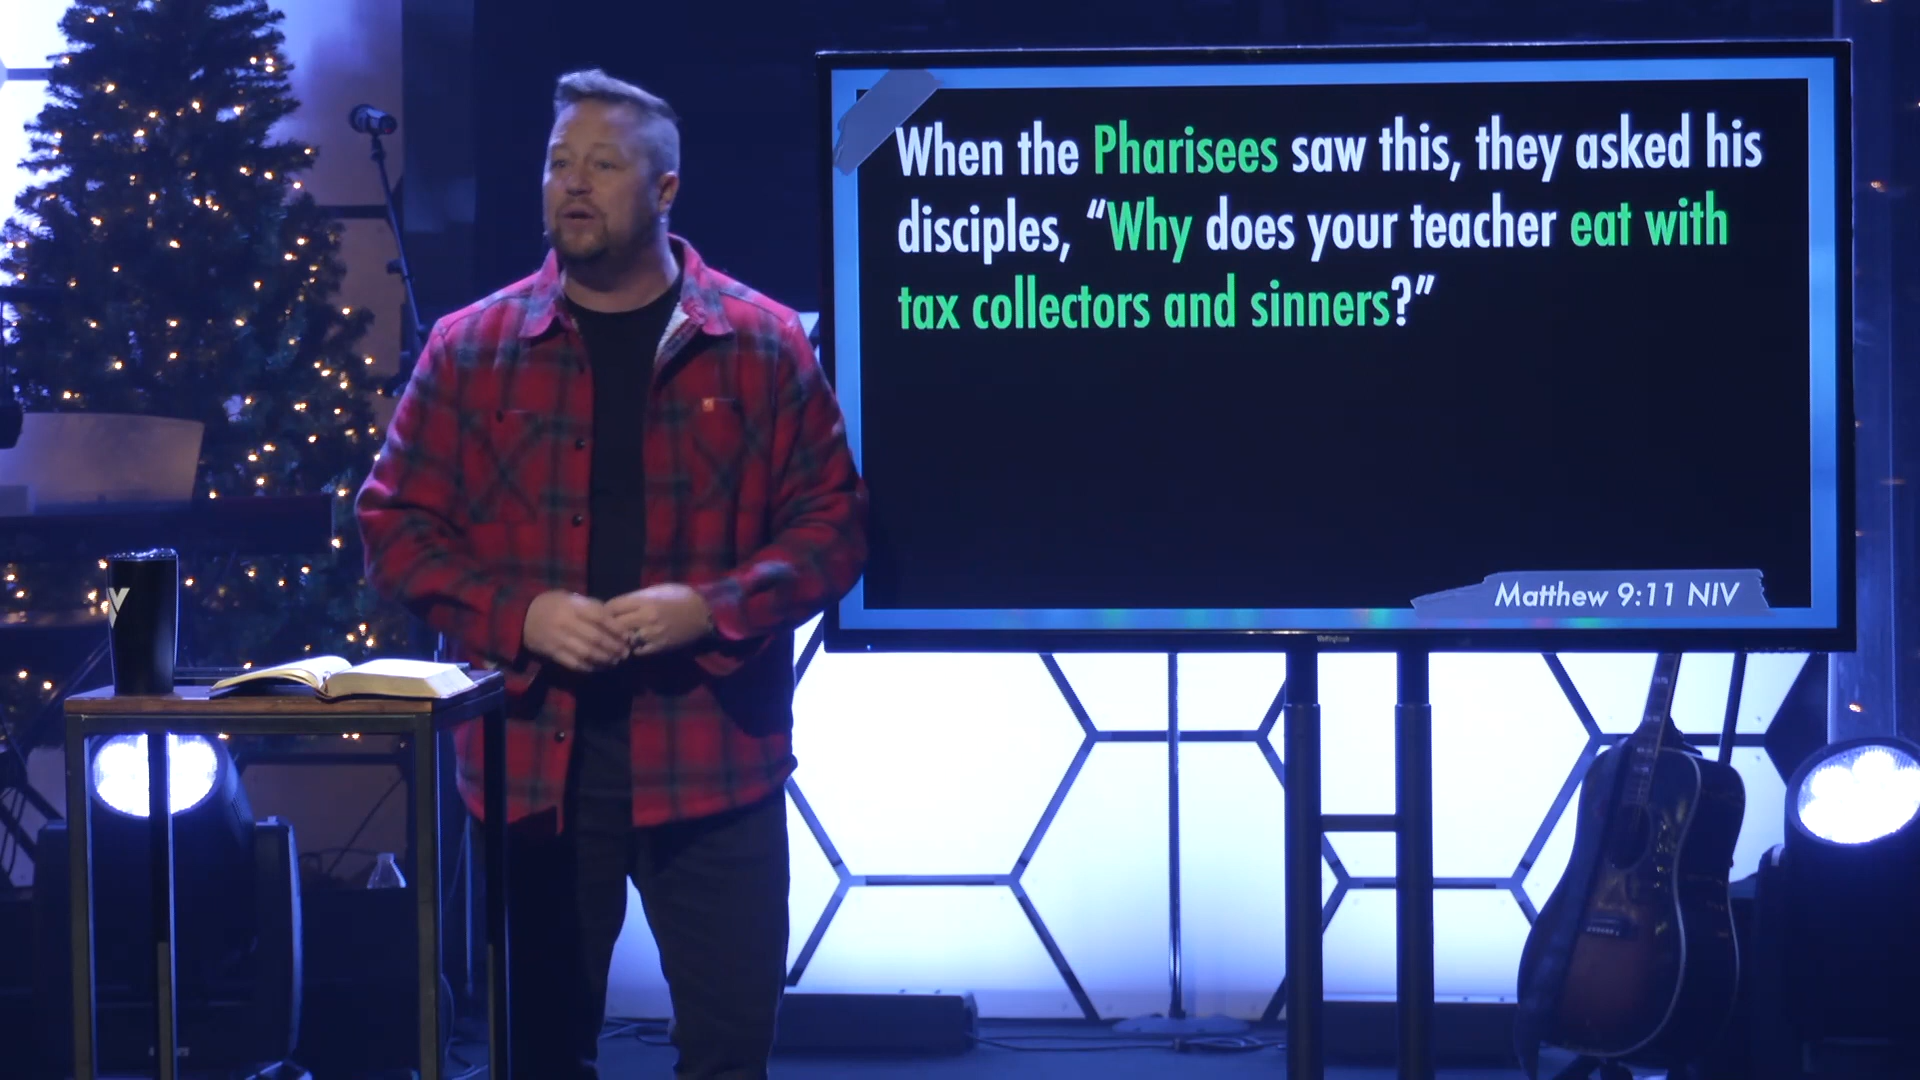 When the Pharisees saw this, they asked his
disciples, “Why does your teacher eat with
tax collectors and sinners?”
Matthew 9:11 NIV